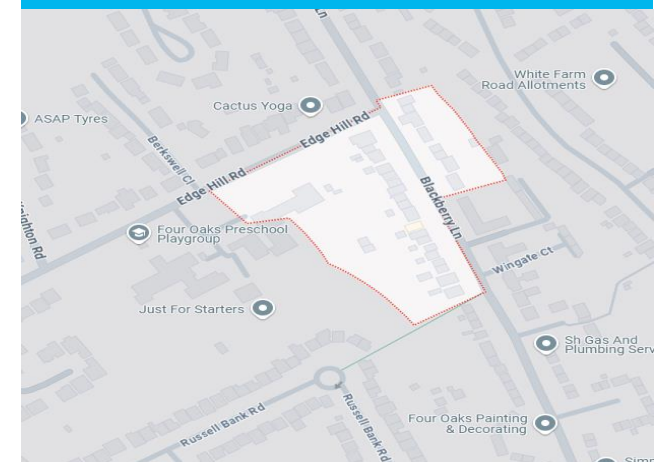 Ln
White Farm
Road Allotments
Cactus Yoga
ASAP Tyres
Edge Hill Rd
Berkswell Cl
Edge Hill Rd
Blackberry Ln
Four Oaks Preschool
Playgroup
Wingate Ct
Just For Starters
Sh Gas And
Plumbing Serv
Russell Bank Rd
Russell Bank Rd
Four Oaks Painting
& Decorating